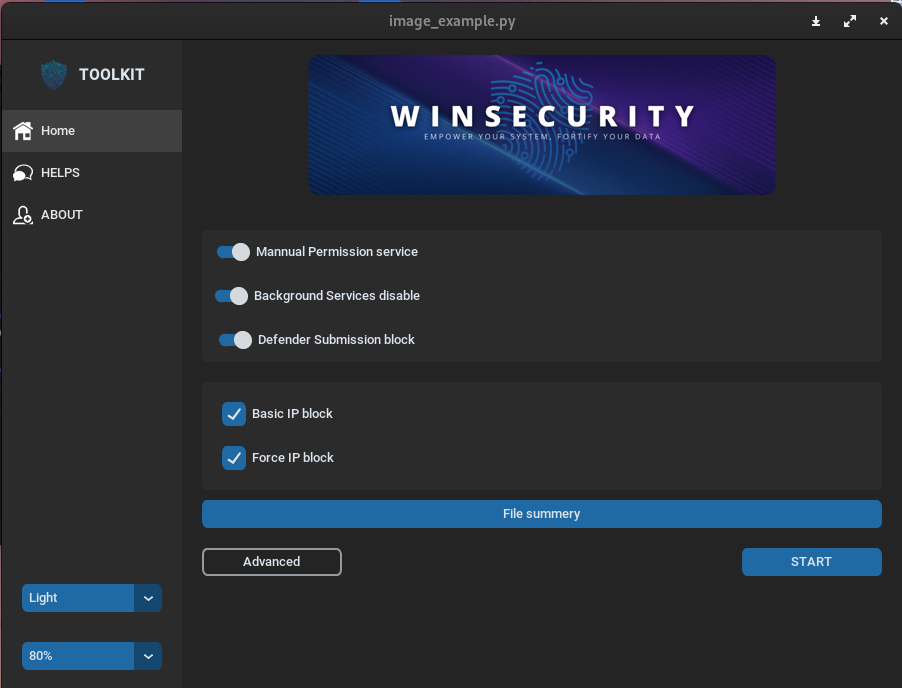 image_example.py
TOOLKIT
Home
HELPS
ABOUT
WINSECURITY
EMPOWER YOUR SYSTEM, FORTIFY YOUR DATA
Mannual Permission service
Background Services disable
Defender Submission block
Basic IP block
Force IP block
File summery
Advanced
START
Light
80%